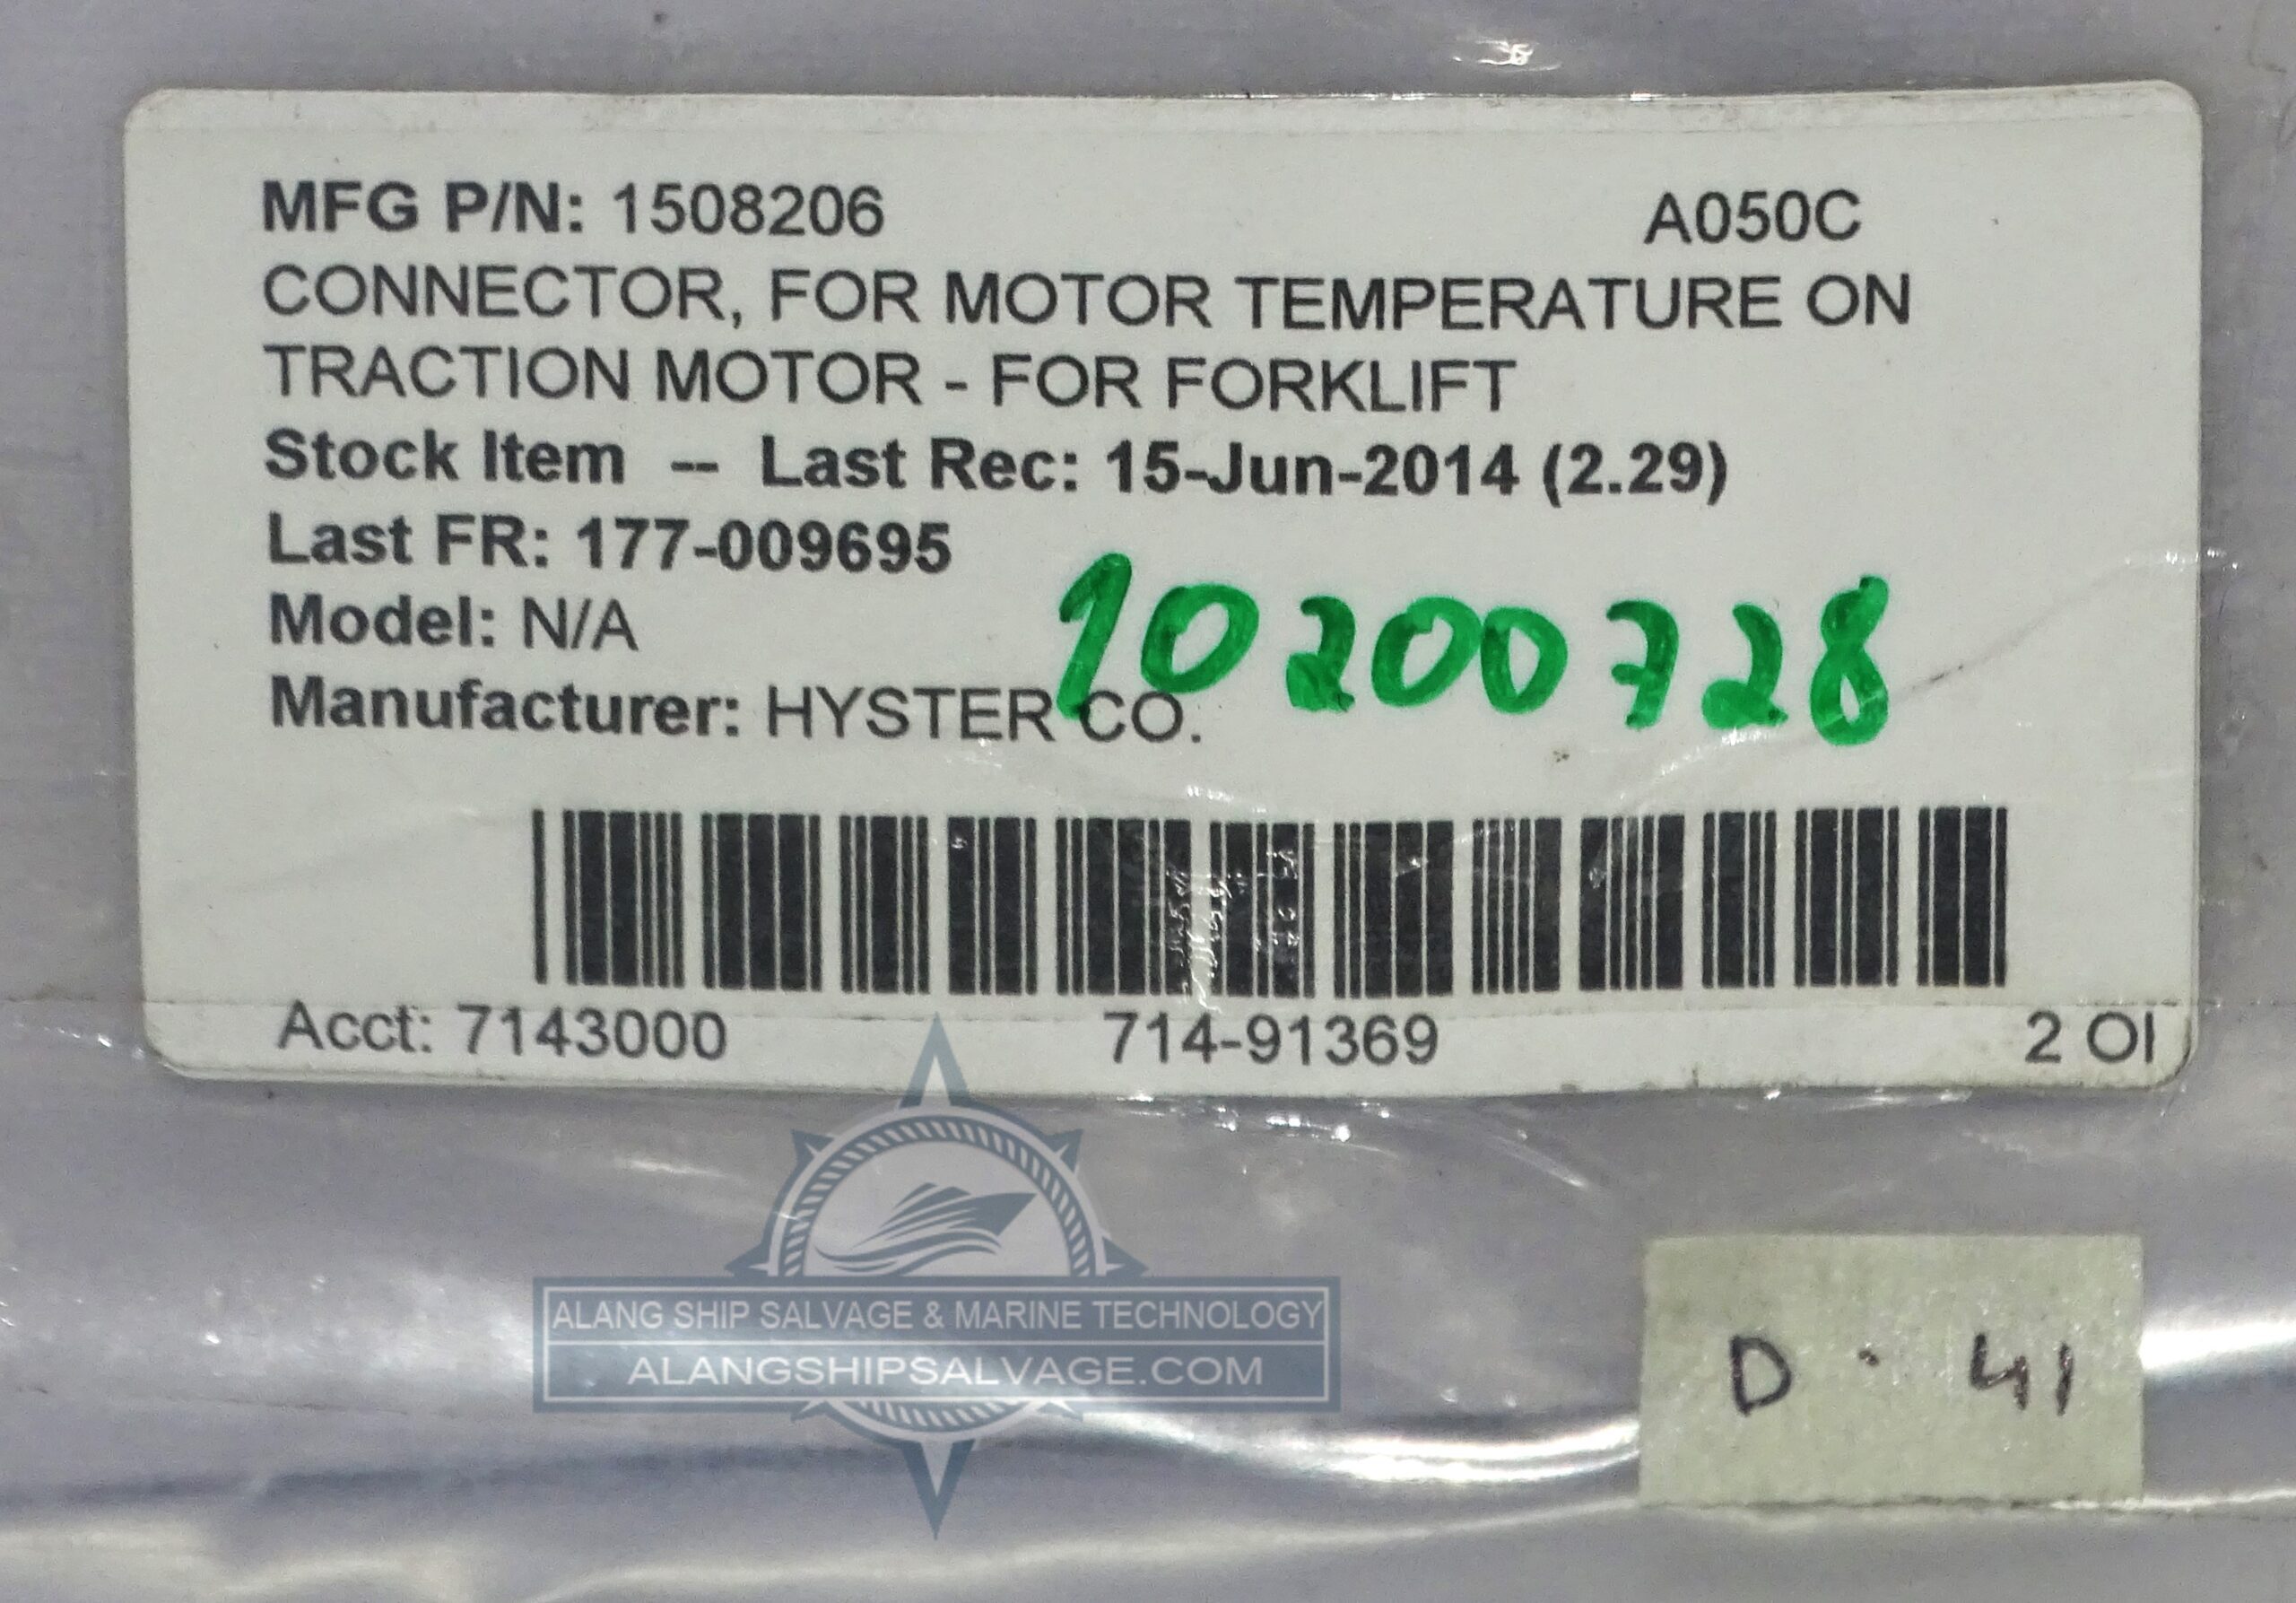 MFG P/N: 1508206 A050C
CONNECTOR, FOR MOTOR TEMPERATURE ON
TRACTION MOTOR - FOR FORKLIFT
Stock Item -- Last Rec: 15-Jun-2014 (2.29)
Last FR: 177-009695
Model: N/A
10200728
Manufacturer: HYSTER CO.
Acct: 7143000 714-91369 2 OI
ALANG SHIP SALVAGE & MARINE TECHNOLOGY
ALANGSHIPSALVAGE.COM
D · 41